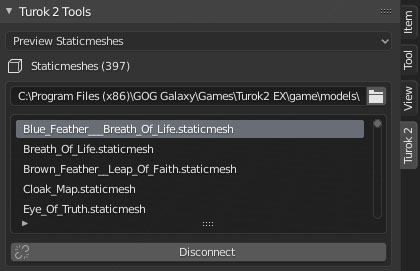 Turok 2 Tools
Preview Staticmeshes
Staticmeshes (397)
C:\Program Files (x86)\GOG Galaxy\Games\Turok2 EX\game\models\
Blue_Feather__Breath_Of_Life.staticmesh
Breath_Of_Life.staticmesh
Brown_Feather__Leap_Of_Faith.staticmesh
Cloak_Map.staticmesh
Eye_Of_Truth.staticmesh
Disconnect
Item
Tool
View
Turok 2